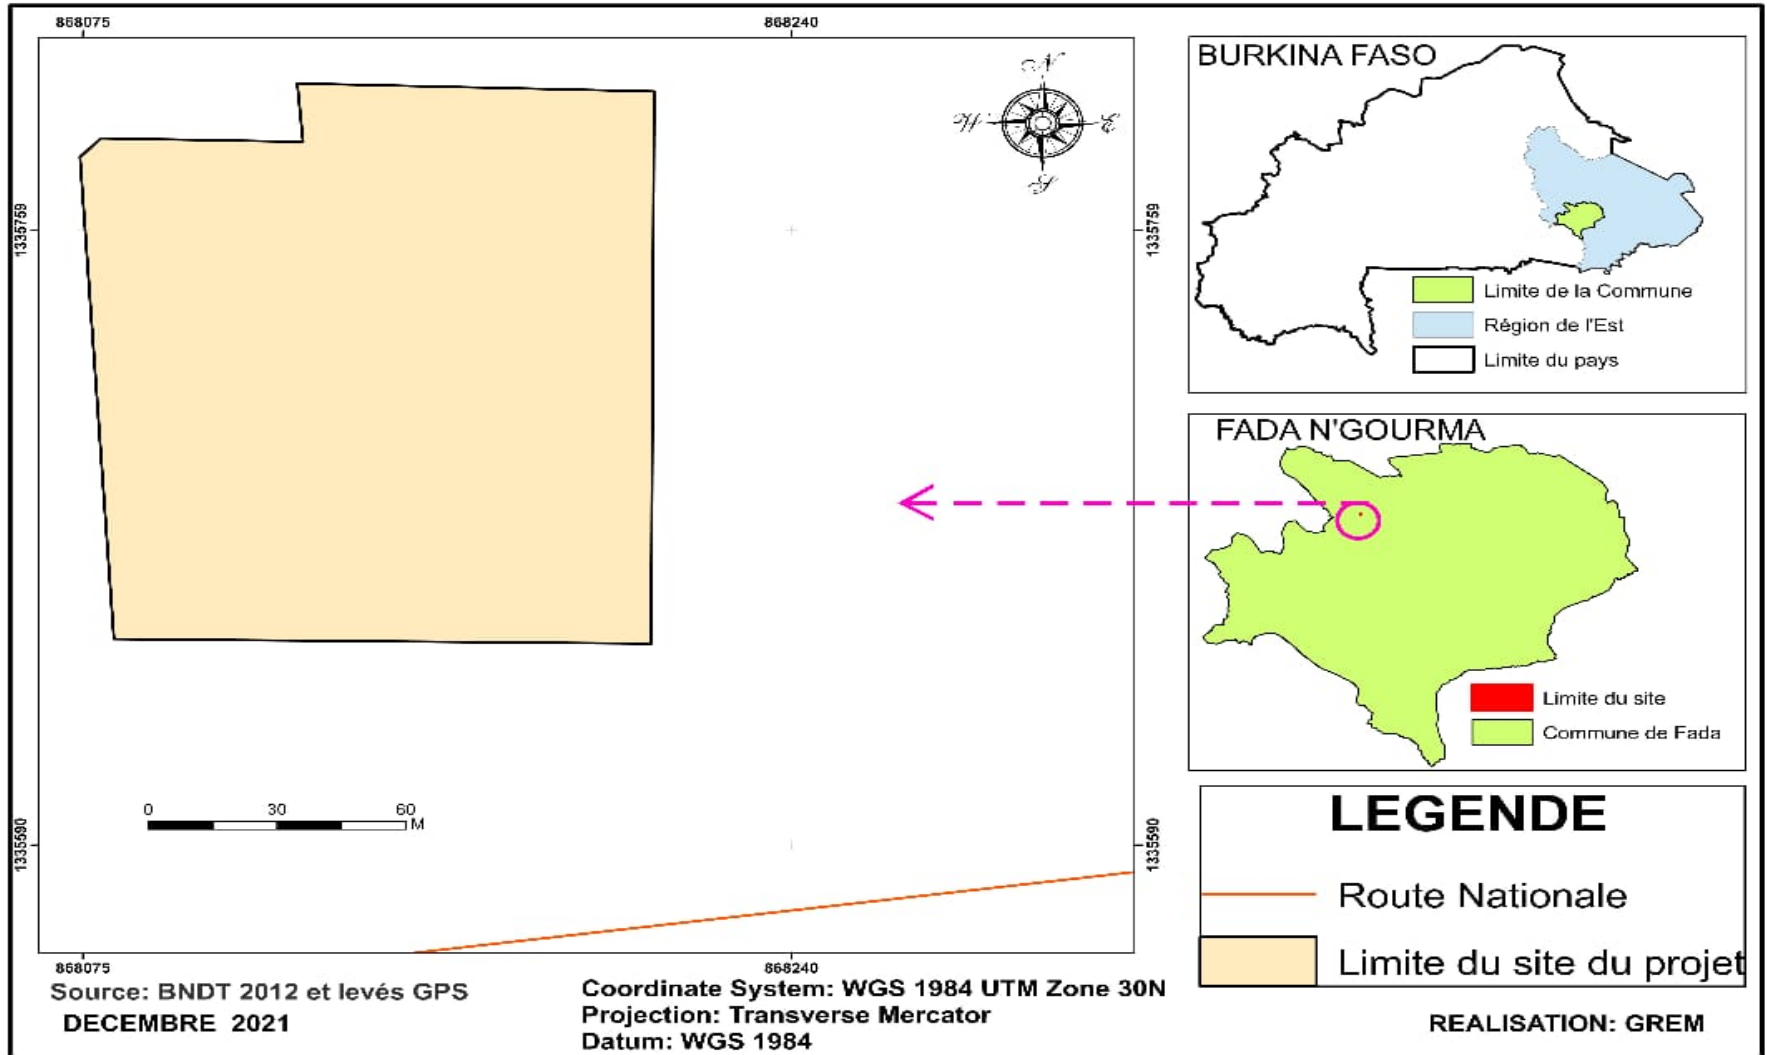 868075
868240
N
S
1335759
1335759
BURKINA FASO
Limite de la Commune
Région de l'Est
Limite du pays
FADA N'GOURMA
Limite du site
Commune de Fada
0 30 60
M
1335590
1335590
LEGENDE
Route Nationale
Limite du site du projet
868075
868240
Source: BNDT 2012 et levés GPS
DECEMBRE 2021
Coordinate System: WGS 1984 UTM Zone 30N
Projection: Transverse Mercator
Datum: WGS 1984
REALISATION: GREM